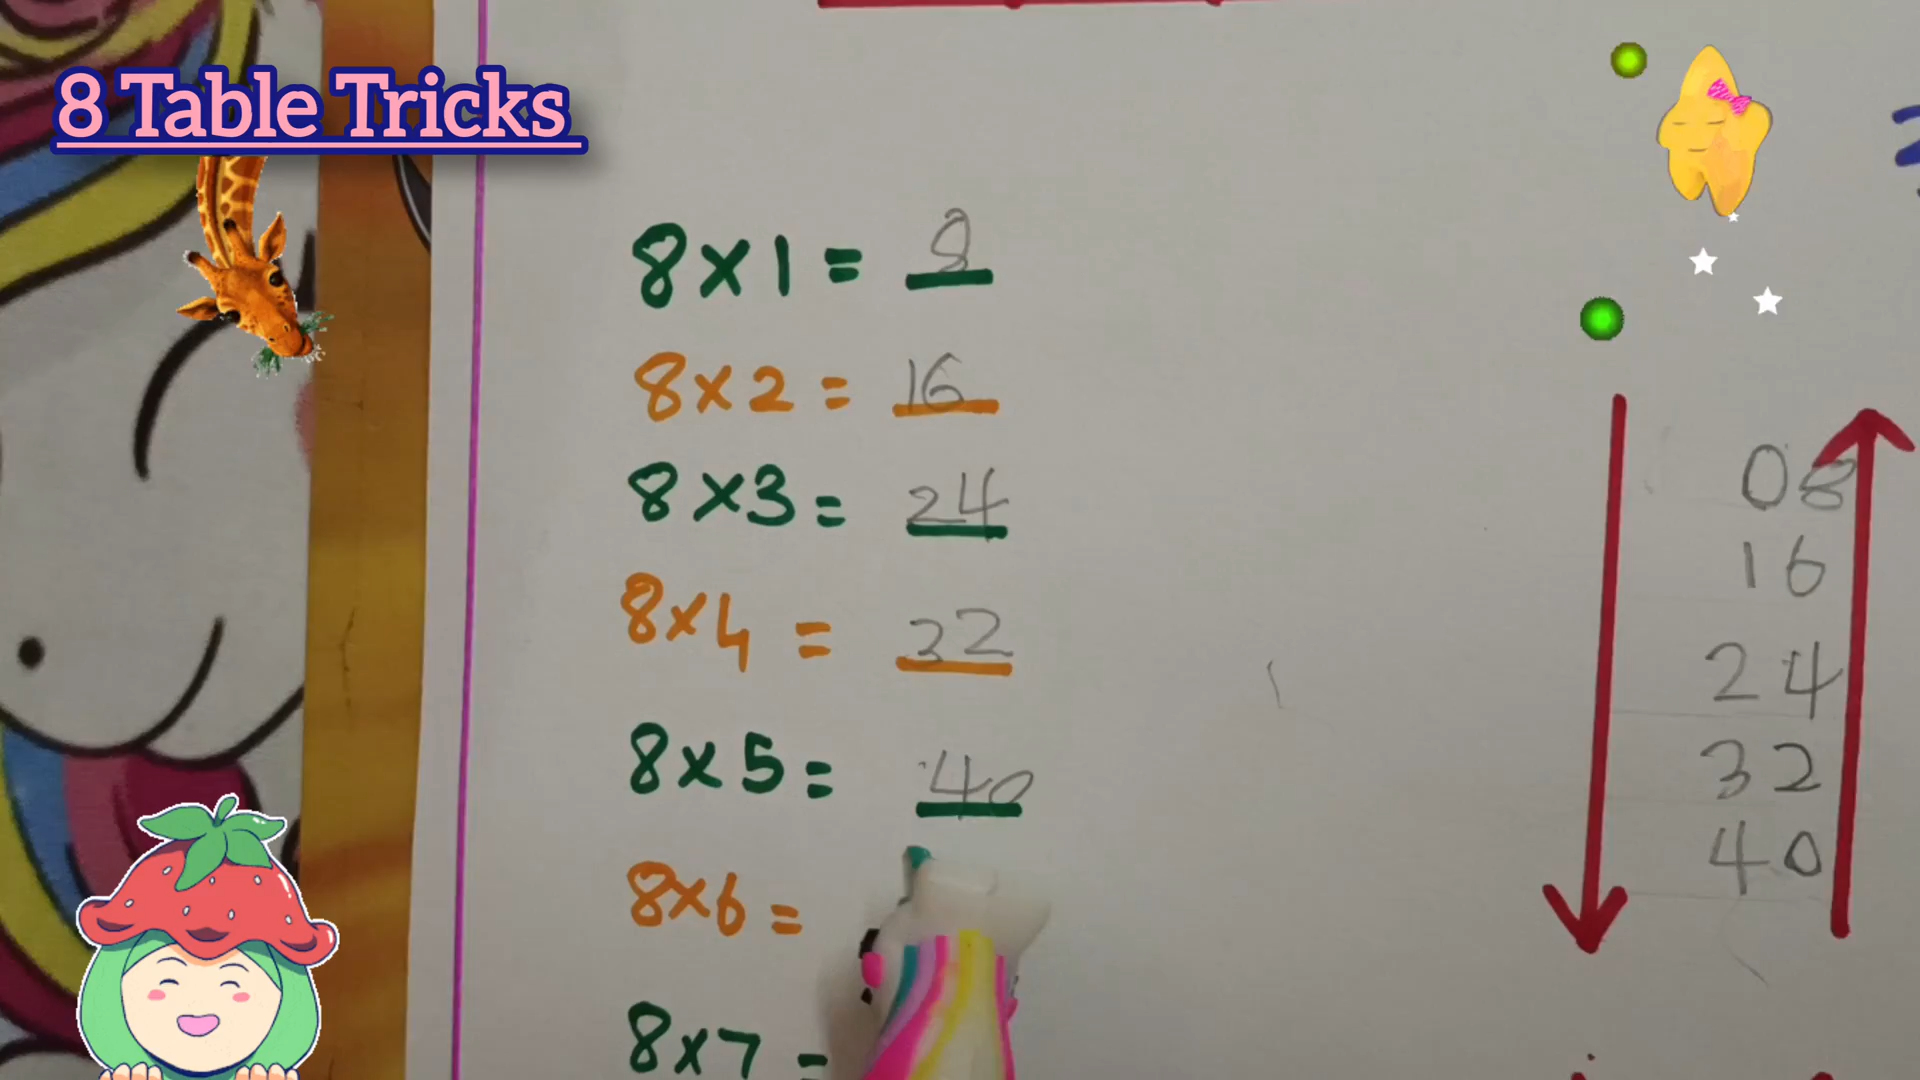 8 Table Tricks
8x1 = 8
8x2 = 16
8x3 = 24
8x4 = 32
8x5 = 40
8x6 =
8x7 =
08
16
24
32
40